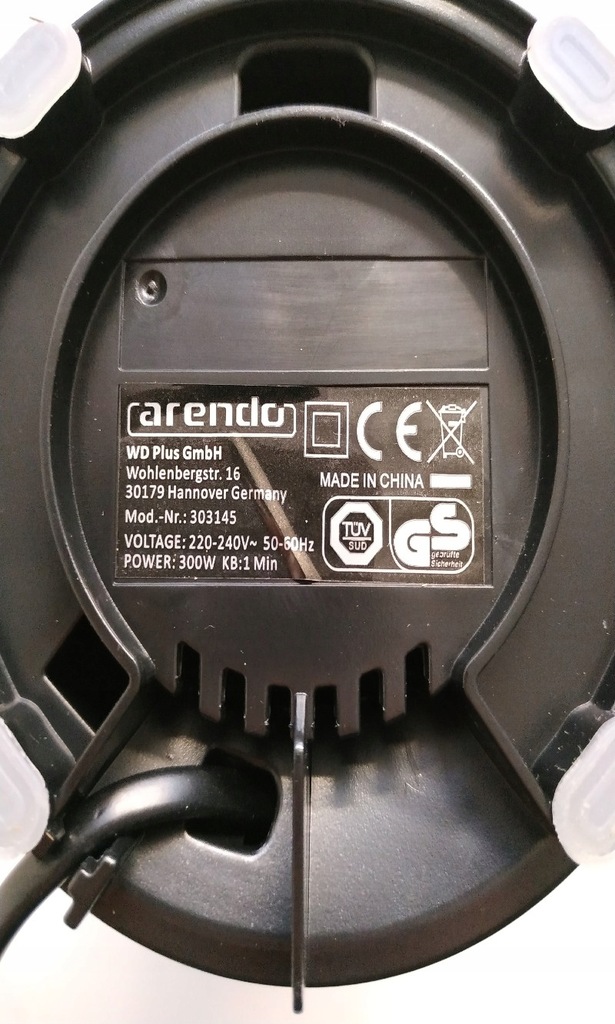 arendo
WD Plus GmbH
Wohlenbergstr. 16
30179 Hannover Germany
Mod.-Nr.: 303145
VOLTAGE: 220-240V~ 50-60Hz
POWER: 300W KB:1 Min
CE
MADE IN CHINA
TÜV
SUD
GS
geprüfte
Sicherheit